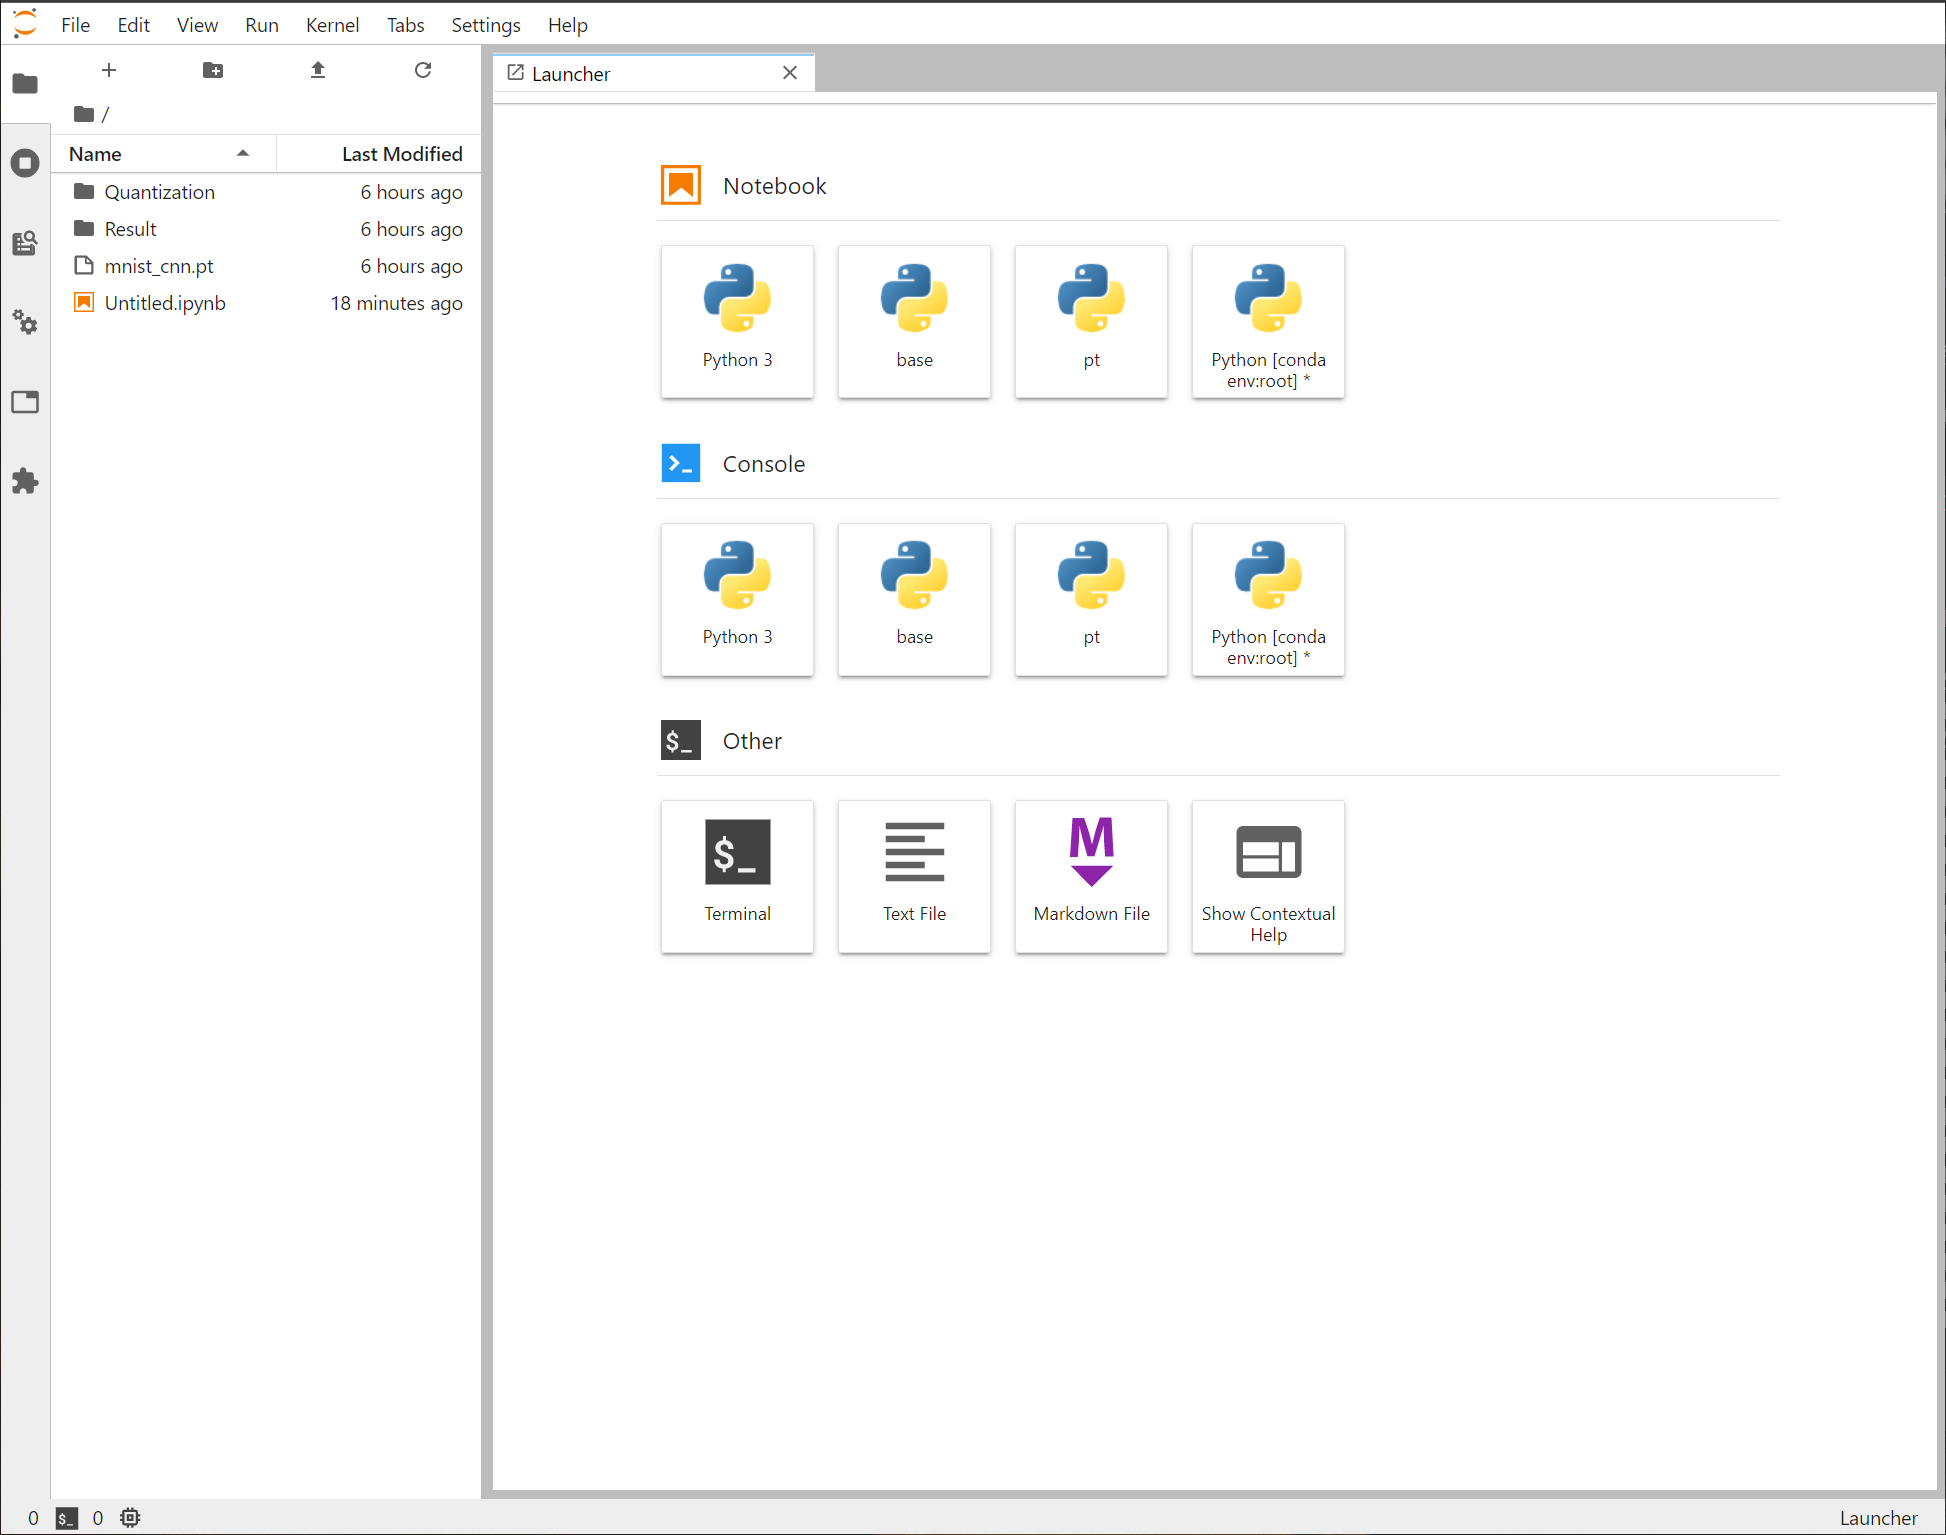 File Edit View Run Kernel Tabs Settings Help
Launcher
/
Name Last Modified
Quantization 6 hours ago
Result 6 hours ago
mnist_cnn.pt 6 hours ago
Untitled.ipynb 18 minutes ago
Notebook
Python 3
base
pt
Python [conda
env:root] *
Console
Python 3
base
pt
Python [conda
env:root] *
$_ Other
$_
Terminal
Text File
M
Markdown File
Show Contextual
Help
0 $_ 0
Launcher